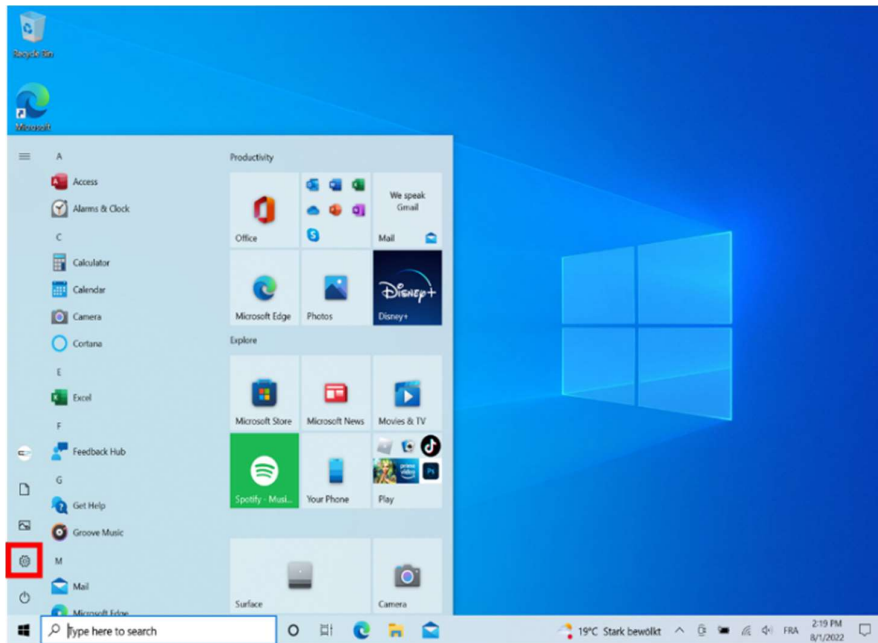 Recycle Bin
Microsoft
A
Access
Alarms & Clock
C
Calculator
Calendar
Camera
Cortana
E
Excel
F
Feedback Hub
G
Get Help
Groove Music
M
Mail
Microsoft Edge
Productivity
Office
We speak
Gmail
Mail
Microsoft Edge
Photos
Disney+
Disney+
Explore
Microsoft Store
Microsoft News
Movies & TV
Spotify - Musi...
Your Phone
prime
video
Ps
Play
Surface
Camera
Type here to search
19°C Stark bewölkt
FRA
2:19 PM
8/1/2022